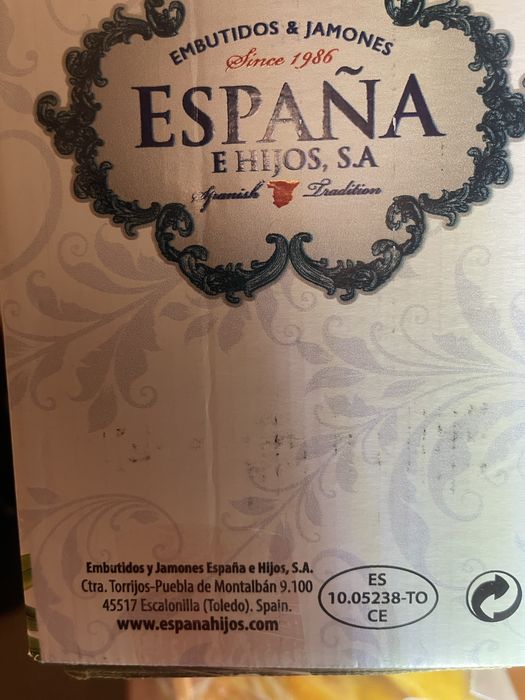 EMBUTIDOS & JAMONES
Since 1986
ESPAÑA
E HIJOS, S.A
Spanish Tradition
Embutidos y Jamones España e Hijos, S.A.
Ctra. Torrijos-Puebla de Montalbán 9.100
45517 Escalonilla (Toledo). Spain.
www.espanahijos.com
ES
10.05238-TO
CE